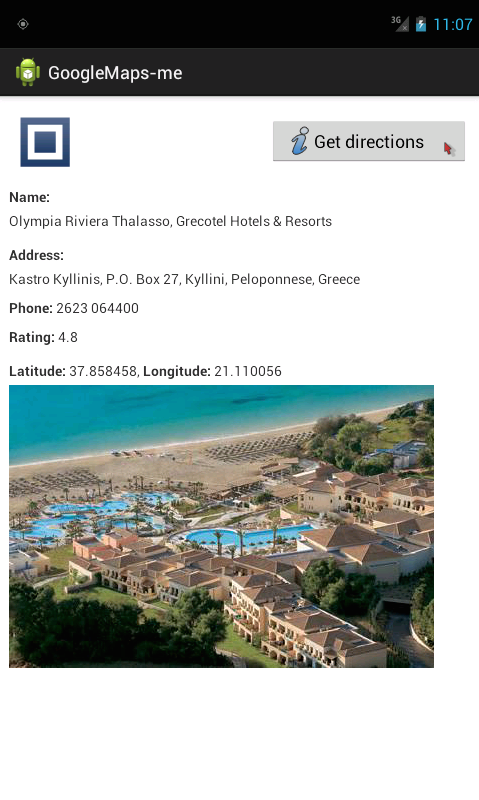 3G
11:07
GoogleMaps-me
Get directions
Name:
Olympia Riviera Thalasso, Grecotel Hotels & Resorts
Address:
Kastro Kyllinis, P.O. Box 27, Kyllini, Peloponnese, Greece
Phone: 2623 064400
Rating: 4.8
Latitude: 37.858458, Longitude: 21.110056